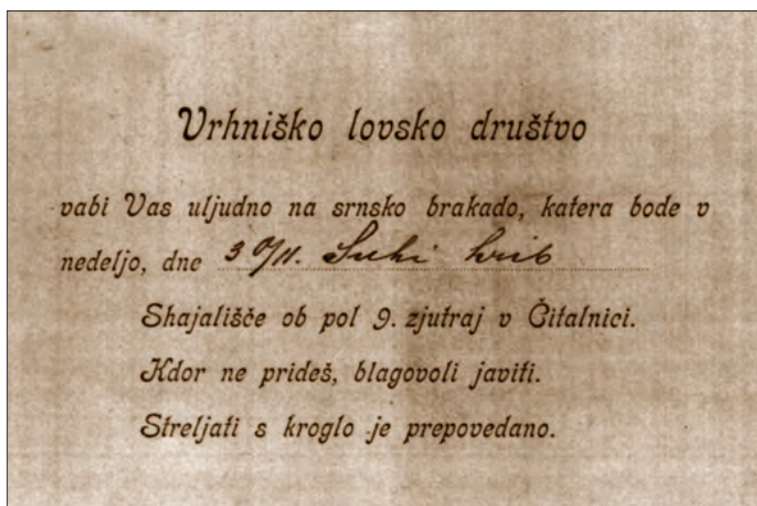 Vrhniško lovsko društvo
vabi Vas uljudno na srnsko brakado, katera bode v
nedeljo, dne 30/11. Suhi hrib
Shajališče ob pol 9. zjutraj v Čitalnici.
Kdor ne prideš, blagovoli javiti.
Streljati s kroglo je prepovedano.